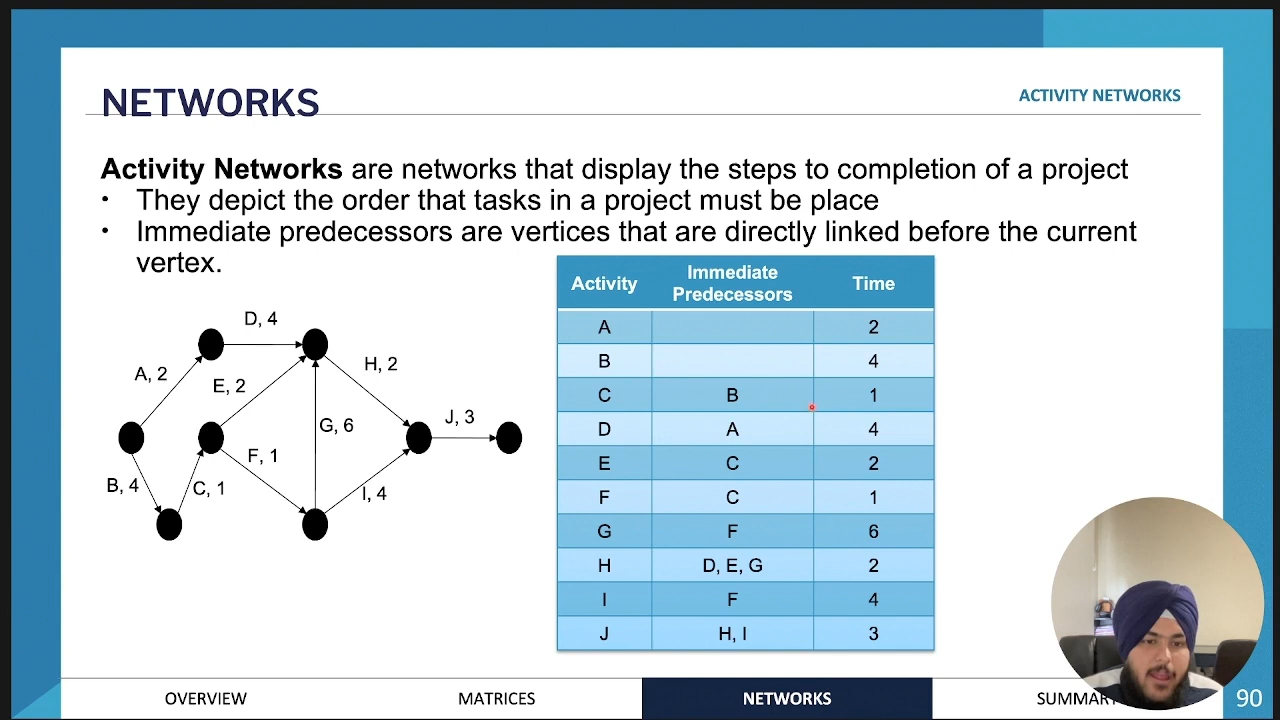 NETWORKS
ACTIVITY NETWORKS
Activity Networks are networks that display the steps to completion of a project
• They depict the order that tasks in a project must be place
• Immediate predecessors are vertices that are directly linked before the current
vertex.
D, 4
A, 2
E, 2
H, 2
G, 6
J, 3
F, 1
B, 4
C, 1
I, 4
Activity Immediate Predecessors Time
A 2
B 4
C B 1
D A 4
E C 2
F C 1
G F 6
H D, E, G 2
I F 4
J H, I 3
OVERVIEW MATRICES NETWORKS 90